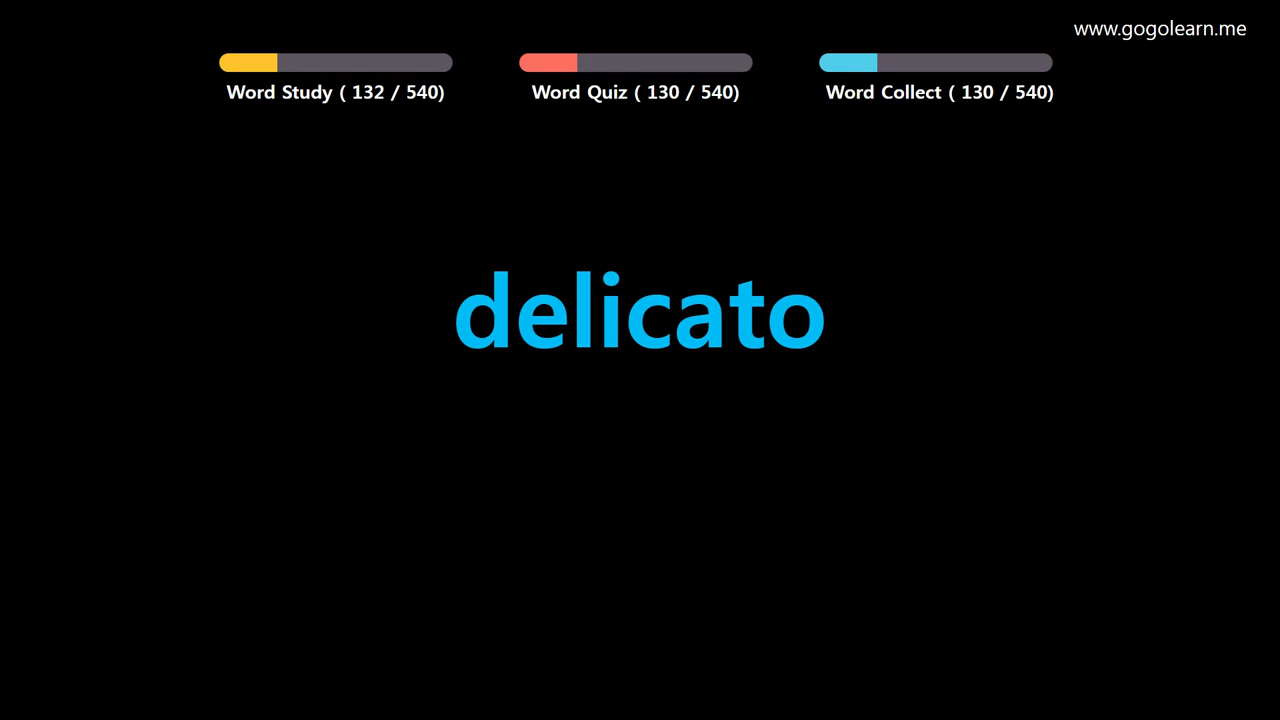 www.gogolearn.me
Word Study ( 132 / 540)
Word Quiz ( 130 / 540)
Word Collect ( 130 / 540)
delicato